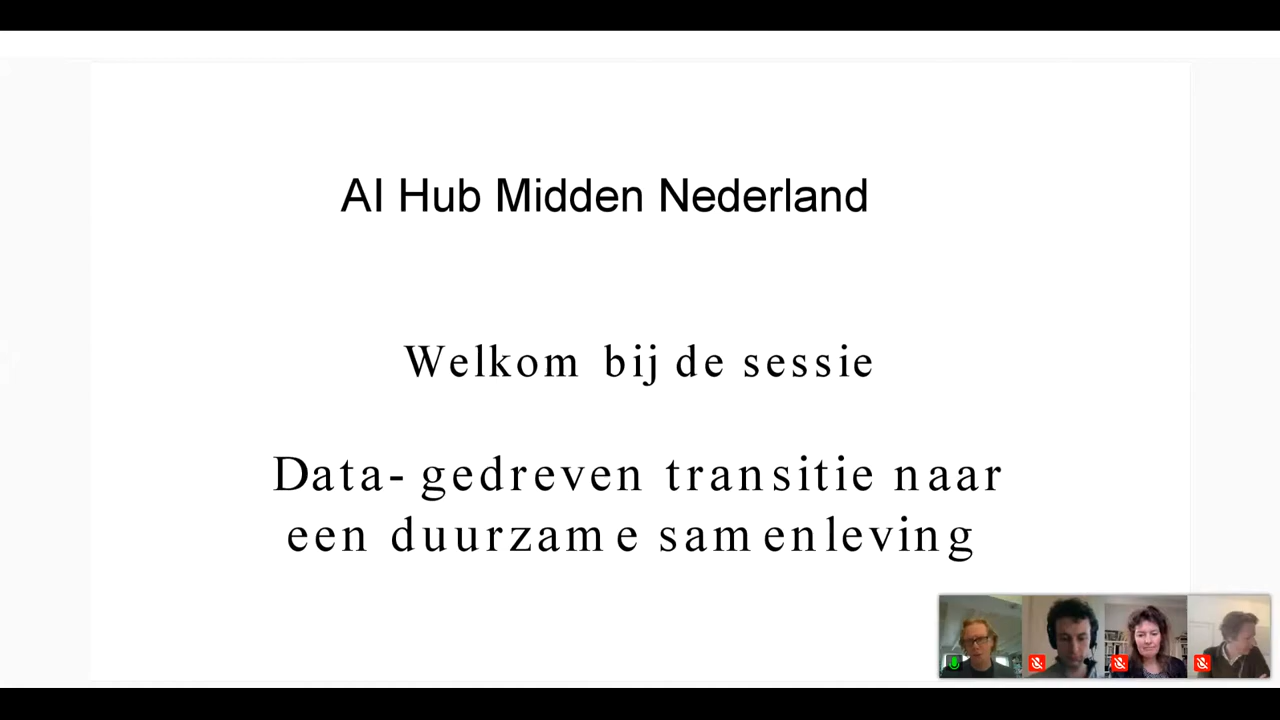 AI Hub Midden Nederland
Welkom bij de sessie
Data- gedreven transitie naar
een duurzame samenleving